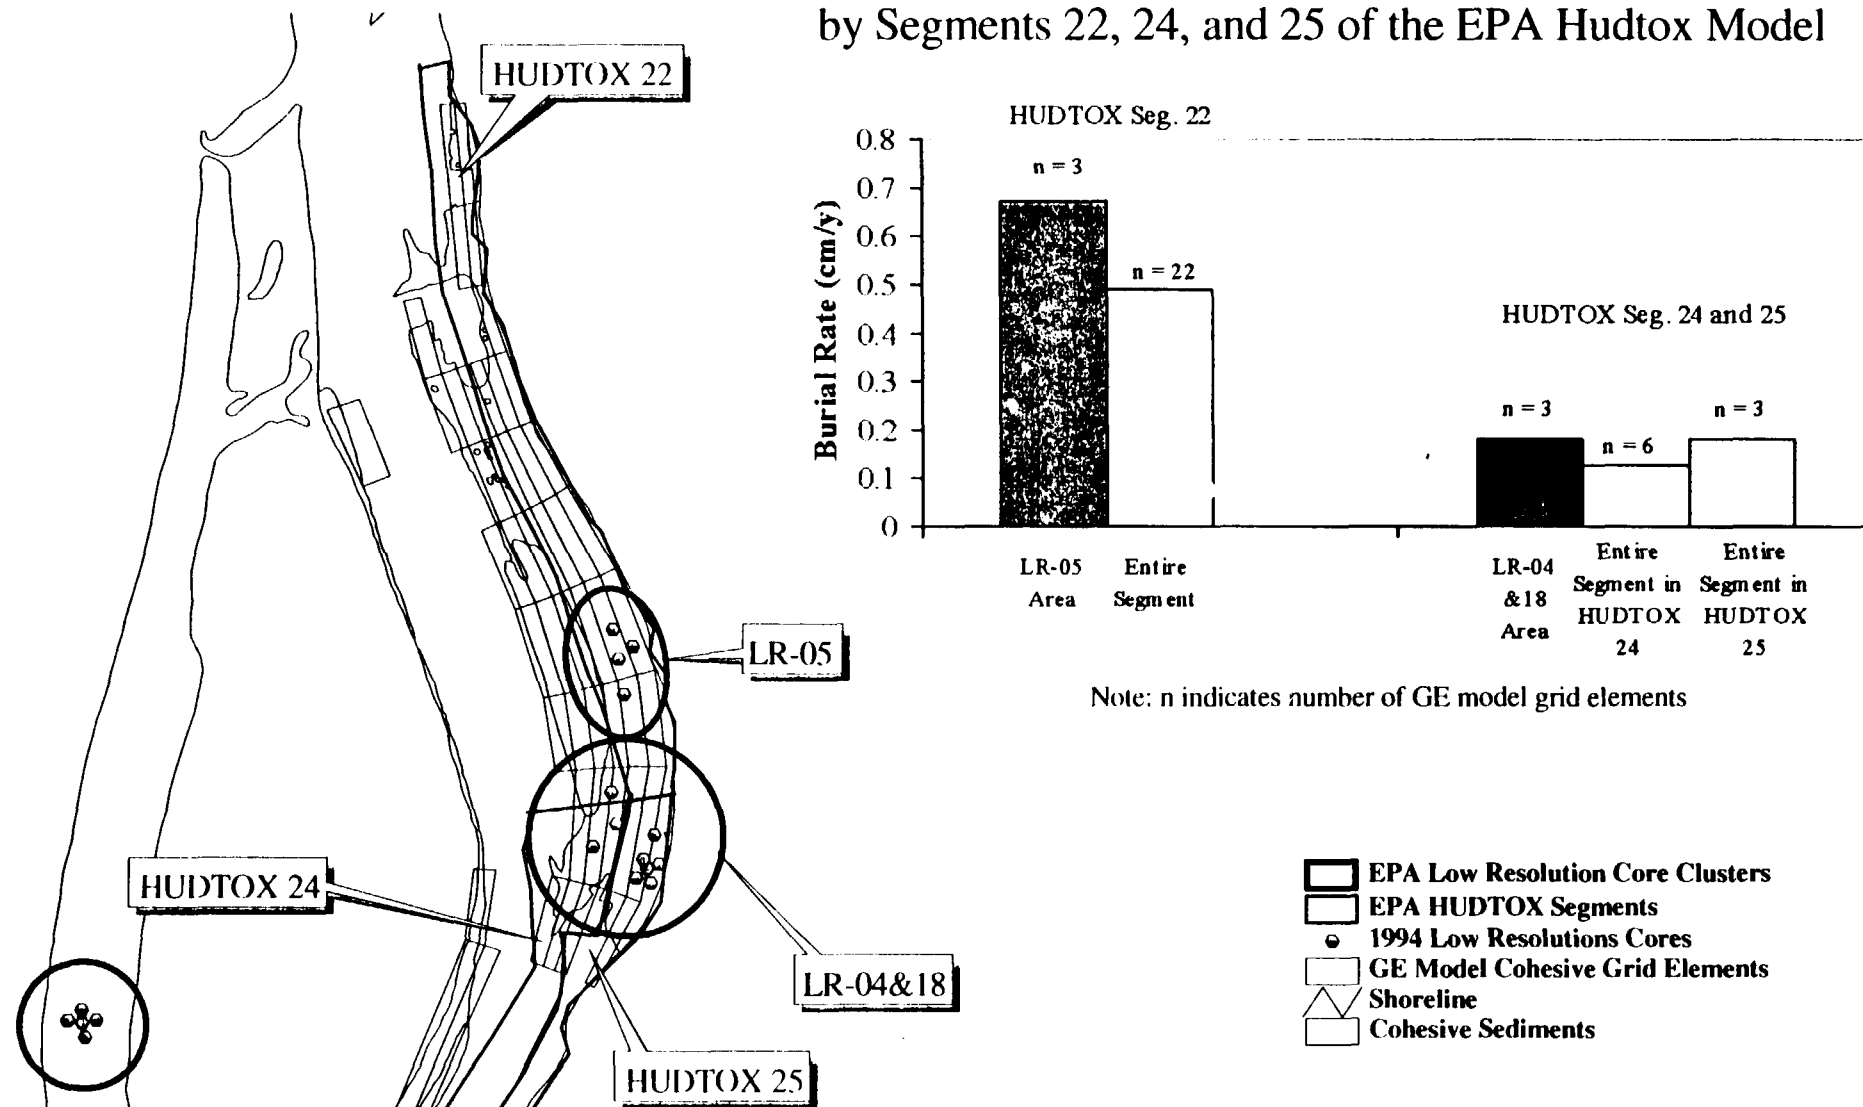 by Segments 22, 24, and 25 of the EPA Hudtox Model
HUDTOX 22
HUDTOX Seg. 22
Burial Rate (cm/y)
0.8
0.7
0.6
0.5
0.4
0.3
0.2
0.1
0
n = 3
n = 22
HUDTOX Seg. 24 and 25
n = 3
n = 6
n = 3
LR-05
Area
Entire
Segment
LR-04
&18
Area
Entire
Segment in
HUDTOX
24
Entire
Segment in
HUDTOX
25
Note: n indicates number of GE model grid elements
LR-05
HUDTOX 24
LR-04&18
HUDTOX 25
EPA Low Resolution Core Clusters
EPA HUDTOX Segments
1994 Low Resolutions Cores
GE Model Cohesive Grid Elements
Shoreline
Cohesive Sediments